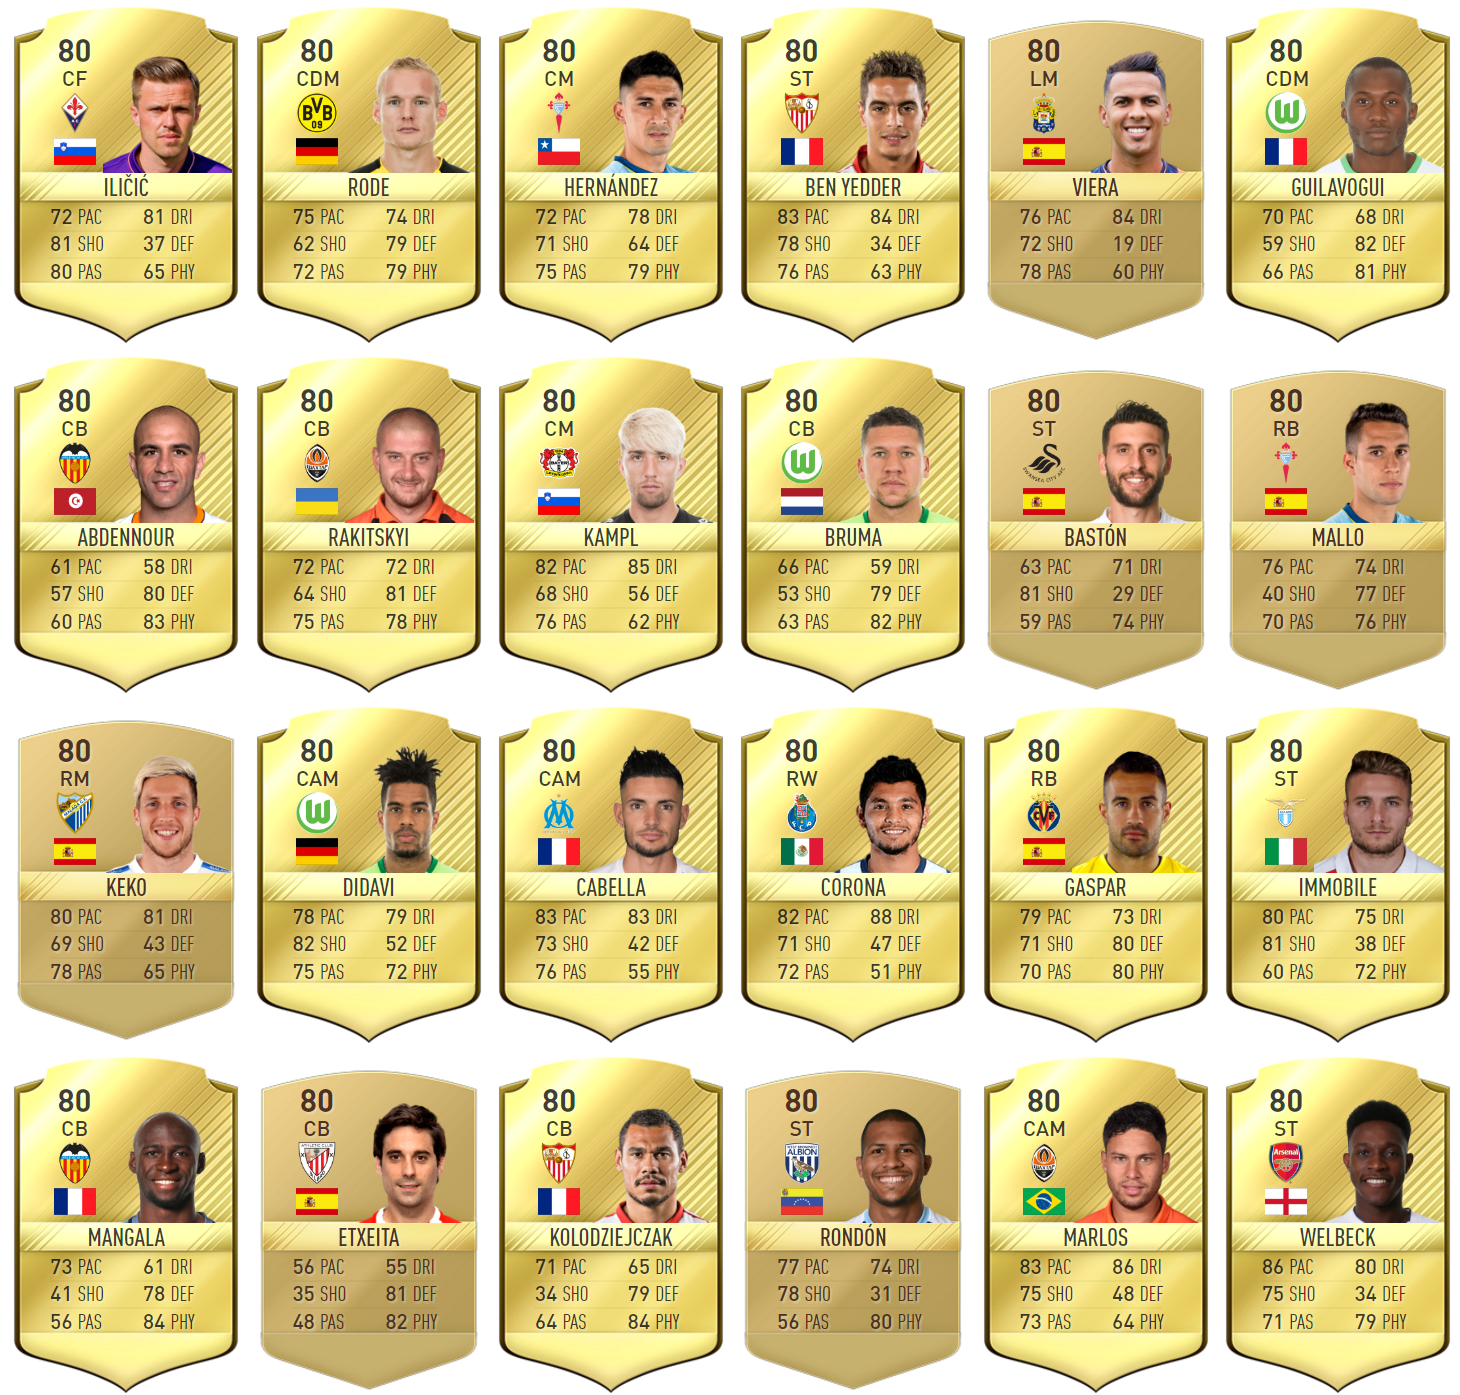 80
CF
ILIČIĆ
72 PAC 81 DRI
81 SHO 37 DEF
80 PAS 65 PHY
80
CDM
BVB
09
RODE
75 PAC 74 DRI
62 SHO 79 DEF
72 PAS 79 PHY
80
CM
HERNÁNDEZ
72 PAC 78 DRI
71 SHO 64 DEF
75 PAS 79 PHY
80
ST
BEN YEDDER
83 PAC 84 DRI
78 SHO 34 DEF
76 PAS 63 PHY
80
LM
VIERA
76 PAC 84 DRI
72 SHO 19 DEF
78 PAS 60 PHY
80
CDM
GUILAVOGUI
70 PAC 68 DRI
59 SHO 82 DEF
66 PAS 81 PHY
80
CB
ABDENNOUR
61 PAC 58 DRI
57 SHO 80 DEF
60 PAS 83 PHY
80
CB
RAKITSKYI
72 PAC 72 DRI
64 SHO 81 DEF
75 PAS 78 PHY
80
CM
KAMPL
82 PAC 85 DRI
68 SHO 56 DEF
76 PAS 62 PHY
80
CB
BRUMA
66 PAC 59 DRI
53 SHO 79 DEF
63 PAS 82 PHY
80
ST
SWANSEA CITY AFC
BASTÓN
63 PAC 71 DRI
81 SHO 29 DEF
59 PAS 74 PHY
80
RB
MALLO
76 PAC 74 DRI
40 SHO 77 DEF
70 PAS 76 PHY
80
RM
KEKO
80 PAC 81 DRI
69 SHO 43 DEF
78 PAS 65 PHY
80
CAM
DIDAVI
78 PAC 79 DRI
82 SHO 52 DEF
75 PAS 72 PHY
80
CAM
CABELLA
83 PAC 83 DRI
73 SHO 42 DEF
76 PAS 55 PHY
80
RW
CORONA
82 PAC 88 DRI
71 SHO 47 DEF
72 PAS 51 PHY
80
RB
GASPAR
79 PAC 73 DRI
71 SHO 80 DEF
70 PAS 80 PHY
80
ST
IMMOBILE
80 PAC 75 DRI
81 SHO 38 DEF
60 PAS 72 PHY
80
CB
MANGALA
73 PAC 61 DRI
41 SHO 78 DEF
56 PAS 84 PHY
80
CB
ATHLETIC CLUB
ETXEITA
56 PAC 55 DRI
35 SHO 81 DEF
48 PAS 82 PHY
80
CB
KOLODZIEJCZAK
71 PAC 65 DRI
34 SHO 79 DEF
64 PAS 84 PHY
80
ST
ALBION
RONDÓN
77 PAC 74 DRI
78 SHO 31 DEF
56 PAS 80 PHY
80
CAM
MARLOS
83 PAC 86 DRI
75 SHO 48 DEF
73 PAS 64 PHY
80
ST
Arsenal
WELBECK
86 PAC 80 DRI
75 SHO 34 DEF
71 PAS 79 PHY